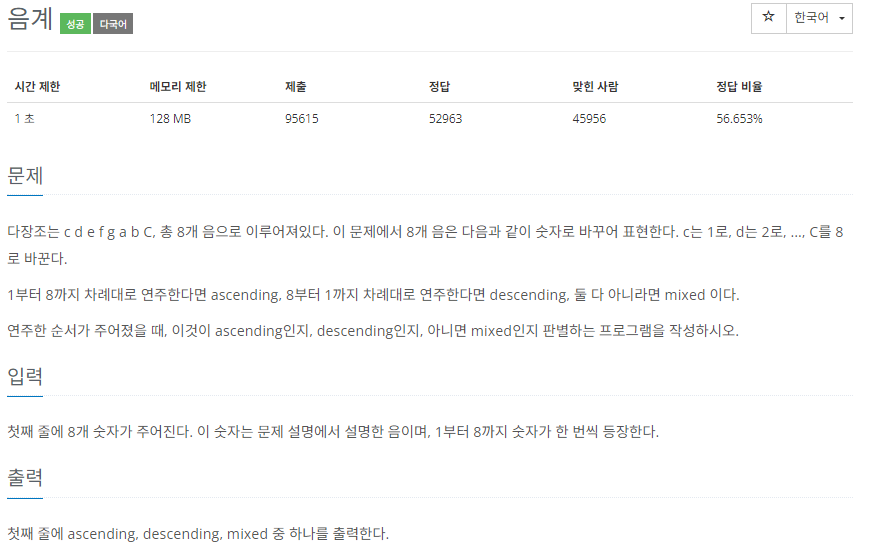 음계 성공 다국어 ☆ 한국어
시간 제한 메모리 제한 제출 정답 맞힌 사람 정답 비율
1 초 128 MB 95615 52963 45956 56.653%
문제
다장조는 c d e f g a b C, 총 8개 음으로 이루어져있다. 이 문제에서 8개 음은 다음과 같이 숫자로 바꾸어 표현한다. c는 1로, d는 2로, ..., C를 8
로 바꾼다.
1부터 8까지 차례대로 연주한다면 ascending, 8부터 1까지 차례대로 연주한다면 descending, 둘 다 아니라면 mixed 이다.
연주한 순서가 주어졌을 때, 이것이 ascending인지, descending인지, 아니면 mixed인지 판별하는 프로그램을 작성하시오.
입력
첫째 줄에 8개 숫자가 주어진다. 이 숫자는 문제 설명에서 설명한 음이며, 1부터 8까지 숫자가 한 번씩 등장한다.
출력
첫째 줄에 ascending, descending, mixed 중 하나를 출력한다.